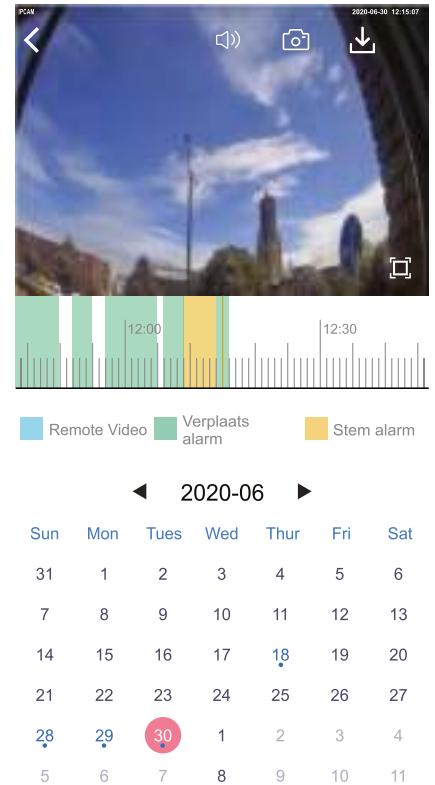 IPCAM 2020-06-30 12:15:07
12:00 12:30
Remote Video Verplaats alarm Stem alarm
2020-06
Sun Mon Tues Wed Thur Fri Sat
31 1 2 3 4 5 6
7 8 9 10 11 12 13
14 15 16 17 18 19 20
21 22 23 24 25 26 27
28 29 30 1 2 3 4
5 6 7 8 9 10 11